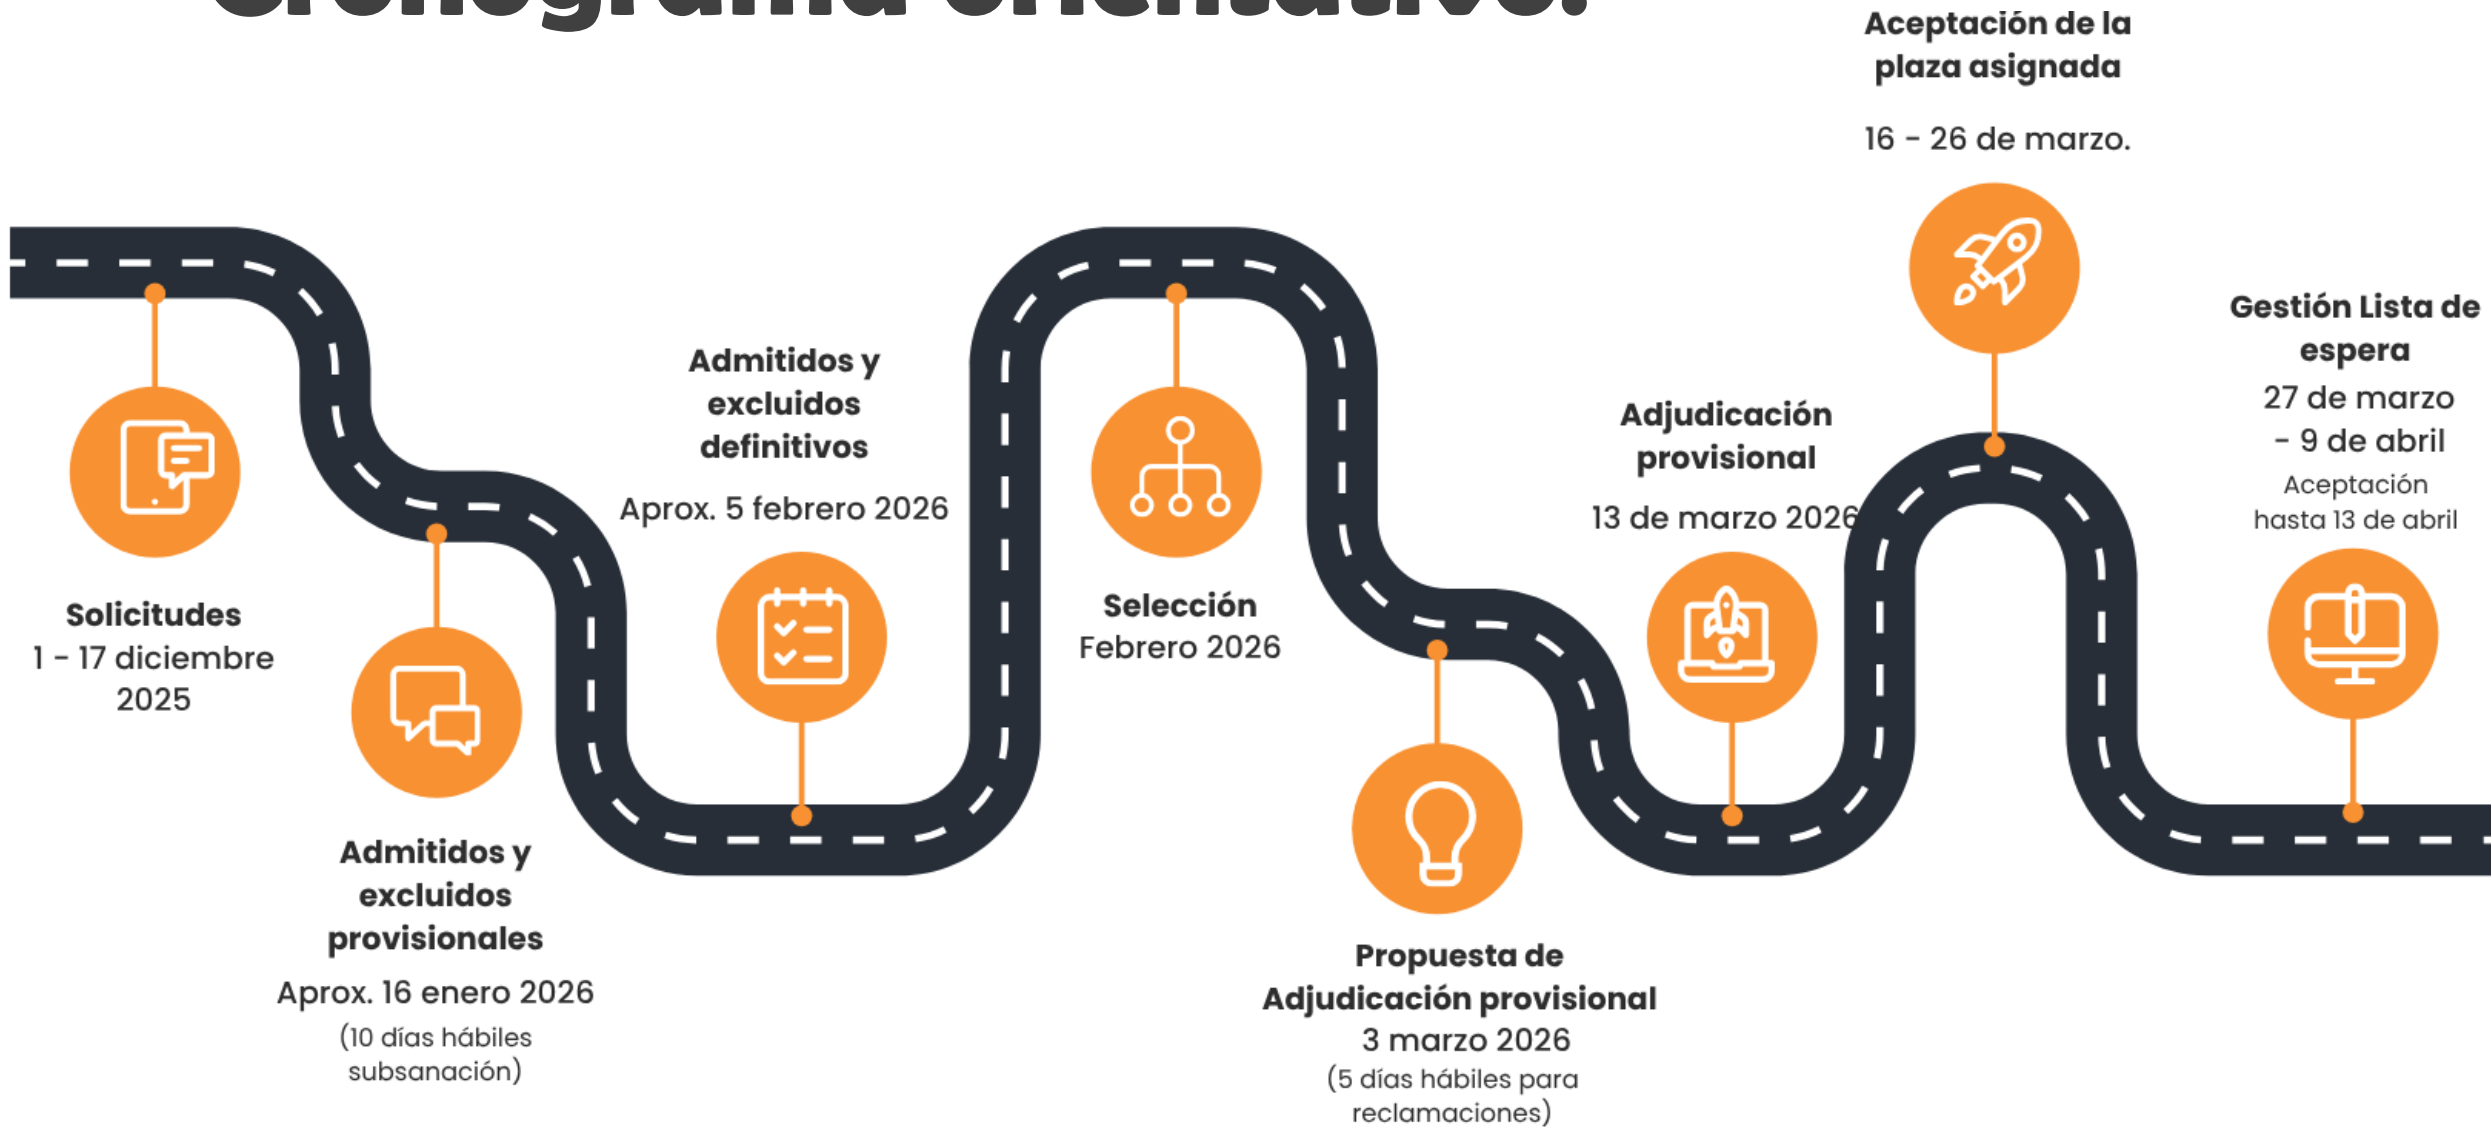 Cronograma orientativo.
Solicitudes
1 - 17 diciembre
2025
Admitidos y
excluidos
provisionales
Aprox. 16 enero 2026
(10 días hábiles
subsanación)
Admitidos y
excluidos
definitivos
Aprox. 5 febrero 2026
Selección
Febrero 2026
Propuesta de
Adjudicación provisional
3 marzo 2026
(5 días hábiles para
reclamaciones)
Adjudicación
provisional
13 de marzo 2026
Aceptación de la
plaza asignada
16 - 26 de marzo.
Gestión Lista de
espera
27 de marzo
- 9 de abril
Aceptación
hasta 13 de abril